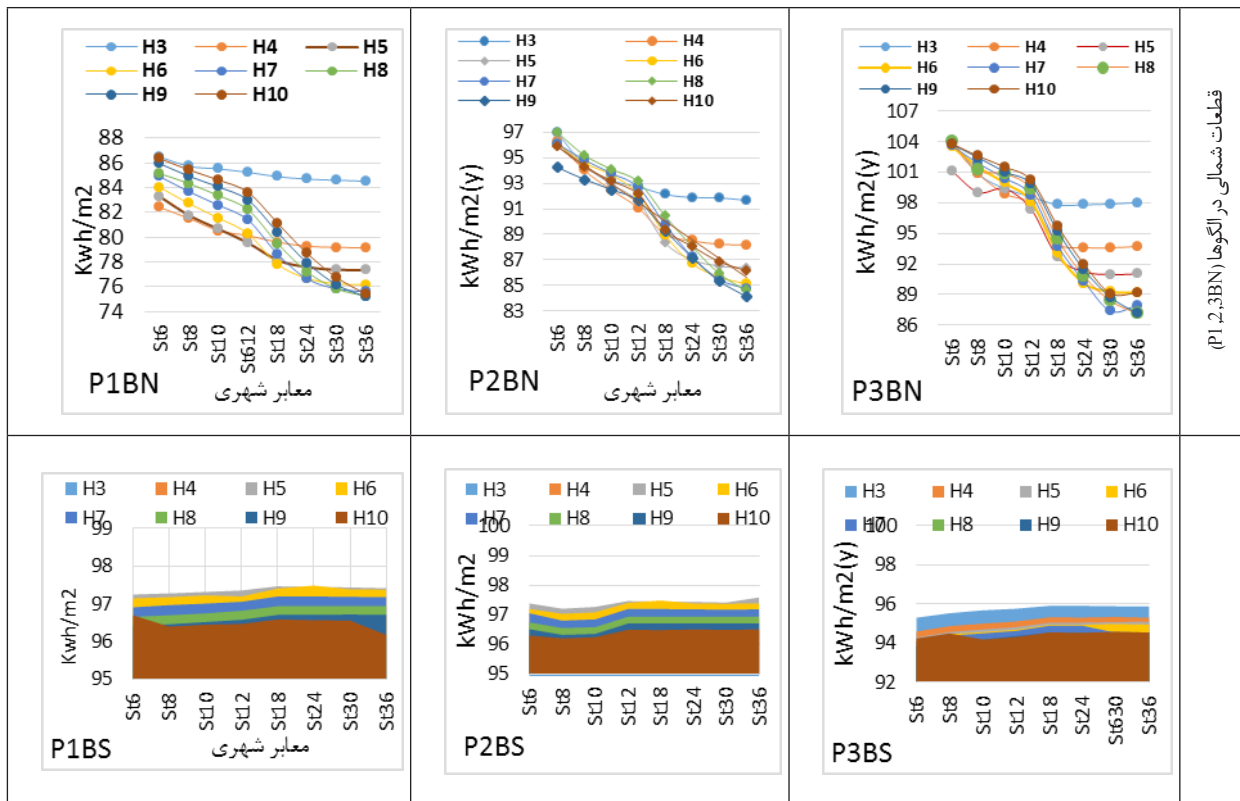 H3 H4 H5
H6 H7 H8
H9 H10
Kwh/m2
88
86
84
82
80
78
76
74
St6 St8 St10 St612 St18 St24 St30 St36
P1BN
معابر شهری
H3 H4
H5 H6
H7 H8
H9 H10
kWh/m2(y)
97
95
93
91
89
87
85
83
St6 St8 St10 St12 St18 St24 St30 St36
P2BN
معابر شهری
H3 H4 H5
H6 H7 H8
H9 H10
kWh/m2(y)
107
104
101
98
95
92
89
86
St6 St8 St10 St12 St18 St24 St30 St36
P3BN
قطعات شمالی در الگوها (P1,2,3BN)
H3 H4 H5 H6
H7 H8 H9 H10
Kwh/m2
99
98
97
96
95
St6 St8 St10 St12 St18 St24 St30 St36
P1BS
معابر شهری
H3 H4 H5 H6
H7 H8 H9 H10
kWh/m2
100
99
98
97
96
95
St6 St8 St10 St12 St18 St24 St30 St36
P2BS
H3 H4 H5 H6
H7 H8 H9 H10
kWh/m2(y)
100
98
96
94
92
St6 St8 St10 St12 St18 St24 St630 St36
P3BS